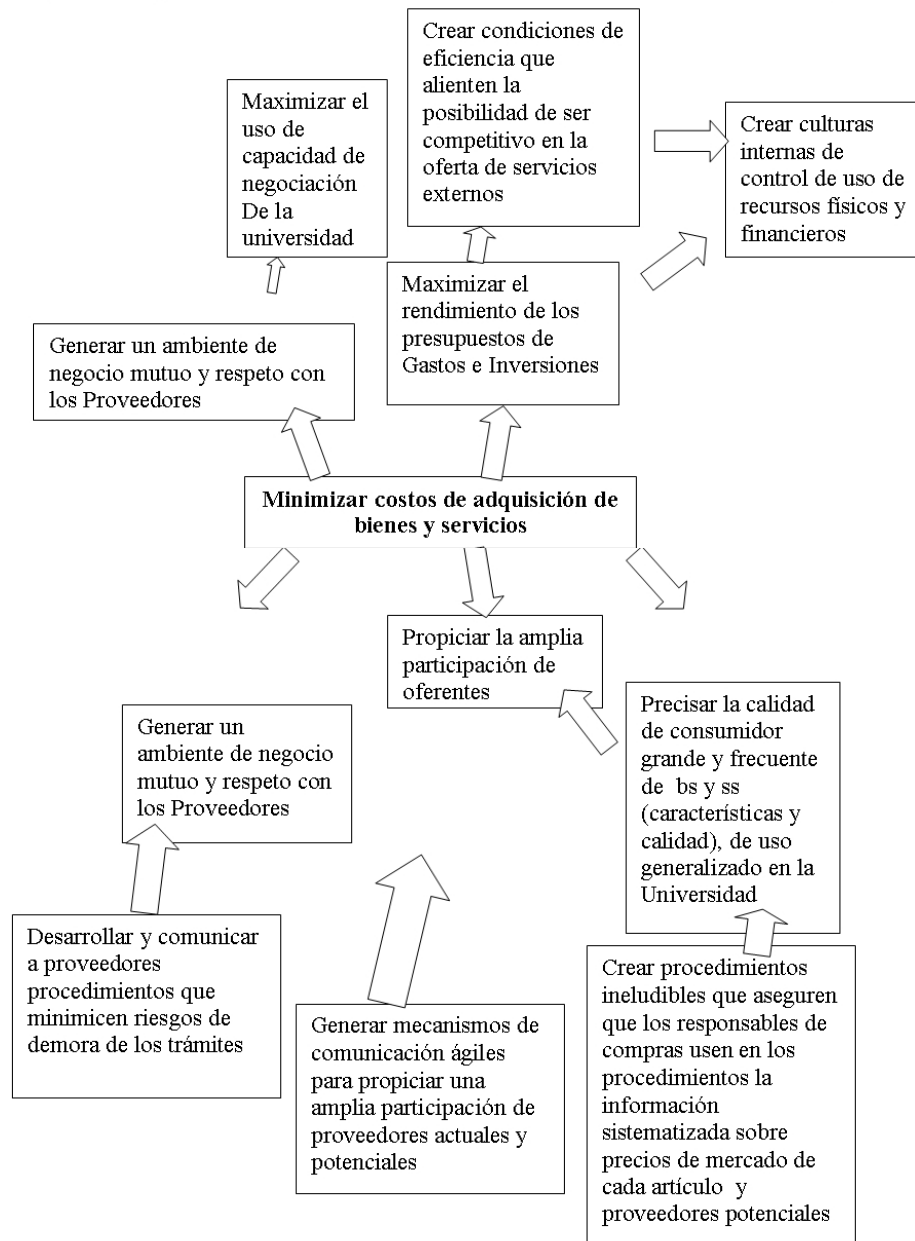 Crear condiciones de
eficiencia que
alienten la
posibilidad de ser
competitivo en la
oferta de servicios
externos
Maximizar el
uso de
capacidad de
negociación
De la
universidad
Crear culturas
internas de
control de uso de
recursos físicos y
financieros
Maximizar el
rendimiento de los
presupuestos de
Gastos e Inversiones
Generar un ambiente de
negocio mutuo y respeto con
los Proveedores
Minimizar costos de adquisición de
bienes y servicios
Propiciar la amplia
participación de
oferentes
Generar un
ambiente de negocio
mutuo y respeto con
los Proveedores
Precisar la calidad
de consumidor
grande y frecuente
de bs y ss
(características y
calidad), de uso
generalizado en la
Universidad
Desarrollar y comunicar
a proveedores
procedimientos que
minimicen riesgos de
demora de los trámites
Generar mecanismos de
comunicación ágiles
para propiciar una
amplia participación de
proveedores actuales y
potenciales
Crear procedimientos
ineludibles que aseguren
que los responsables de
compras usen en los
procedimientos la
información
sistematizada sobre
precios de mercado de
cada artículo y
proveedores potenciales